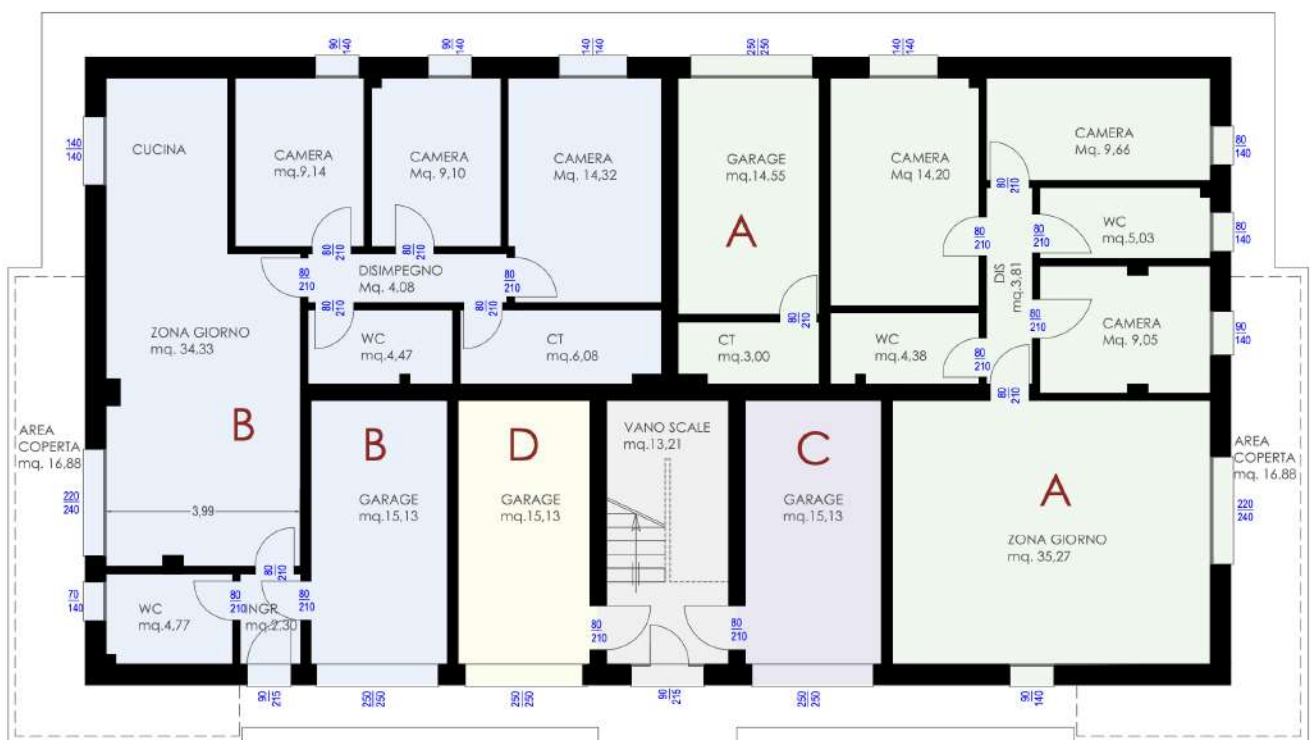 90
140
90
140
140
140
250
250
140
140
CUCINA
CAMERA
mq.9,14
CAMERA
Mq. 9,10
CAMERA
Mq. 14,32
GARAGE
mq.14.55
A
CAMERA
Mq 14,20
CAMERA
Mq. 9,66
140
140
80
140
80
210
WC
mq.5,03
80
140
80
210
80
210
80
210
80
210
80
210
80
210
DISIMPEGNO
Mq. 4.08
80
210
DIS
mq.3,81
ZONA GIORNO
mq. 34,33
80
210
80
210
80
210
80
210
WC
mq.4,47
CT
mq.6,08
CT
mq.3,00
WC
mq.4,38
80
210
CAMERA
Mq. 9,05
90
140
80
210
AREA
COPERTA
mq. 16,88
B
B
D
VANO SCALE
mq.13,21
C
A
AREA
COPERTA
mq. 16,88
220
240
3,99
GARAGE
mq.15,13
GARAGE
mq.15,13
GARAGE
mq.15,13
ZONA GIORNO
mq. 35,27
220
240
80
210
70
140
WC
mq.4,77
80
210
INGR
mq.2,30
80
210
80
210
80
210
90
215
250
250
250
250
90
215
250
250
90
140